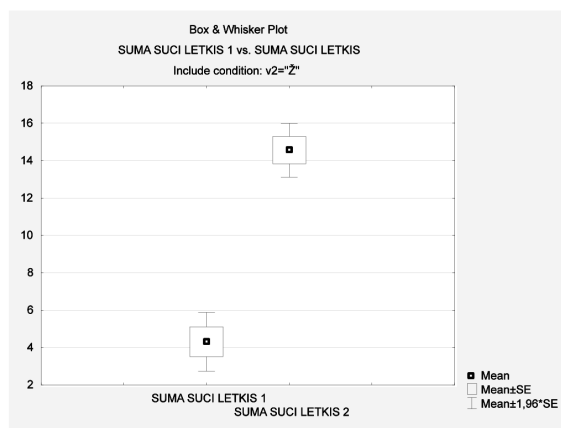 Box & Whisker Plot
SUMA SUCI LETKIS 1 vs. SUMA SUCI LETKIS
Include condition: v2="Ž"
18
16
14
12
10
8
6
4
2
SUMA SUCI LETKIS 1
SUMA SUCI LETKIS 2
Mean
Mean±SE
Mean±1,96*SE